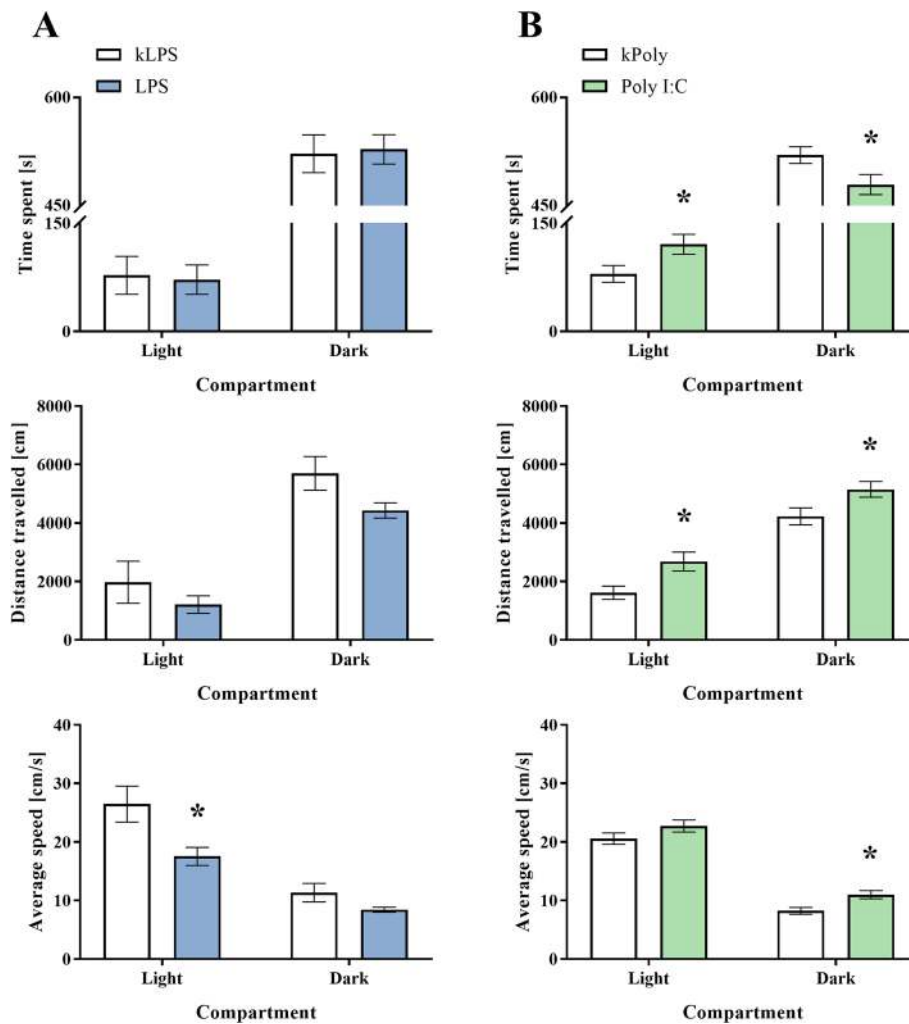 A
kLPS
LPS
600
450
150
0
Time spent [s]
Light
Dark
Compartment
8000
6000
4000
2000
0
Distance travelled [cm]
Light
Dark
Compartment
40
30
20
10
0
Average speed [cm/s]
*
Light
Dark
Compartment
B
kPoly
Poly I:C
600
450
150
0
Time spent [s]
*
*
Light
Dark
Compartment
8000
6000
4000
2000
0
Distance travelled [cm]
*
*
Light
Dark
Compartment
40
30
20
10
0
Average speed [cm/s]
*
Light
Dark
Compartment